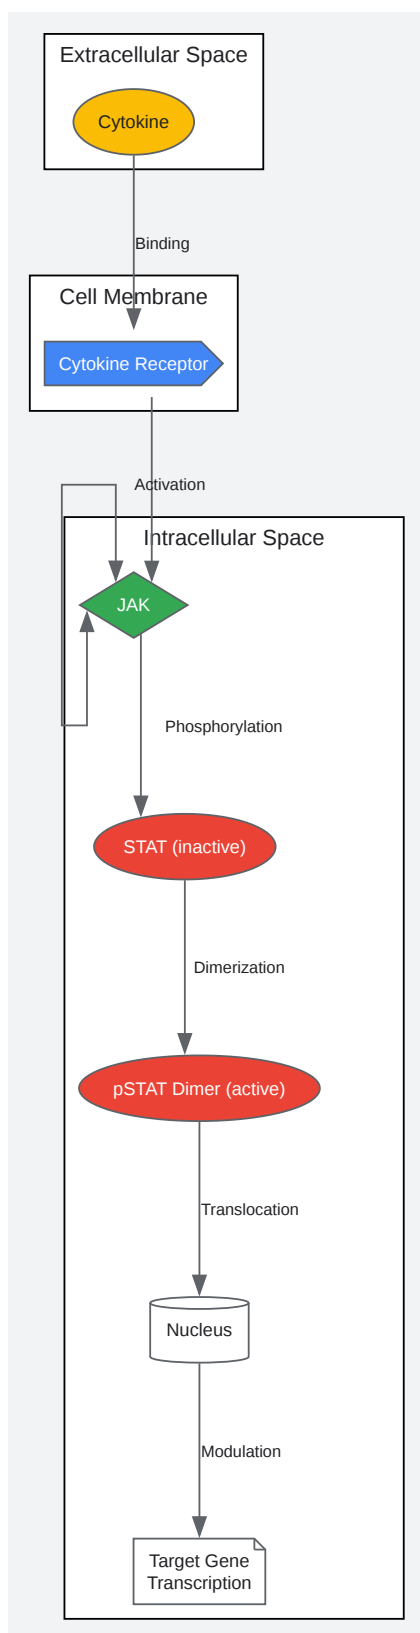 Extracellular Space
Cytokine
Binding
Cell Membrane
Cytokine Receptor
Activation
Intracellular Space
JAK
Phosphorylation
STAT (inactive)
Dimerization
pSTAT Dimer (active)
Translocation
Nucleus
Modulation
Target Gene
Transcription